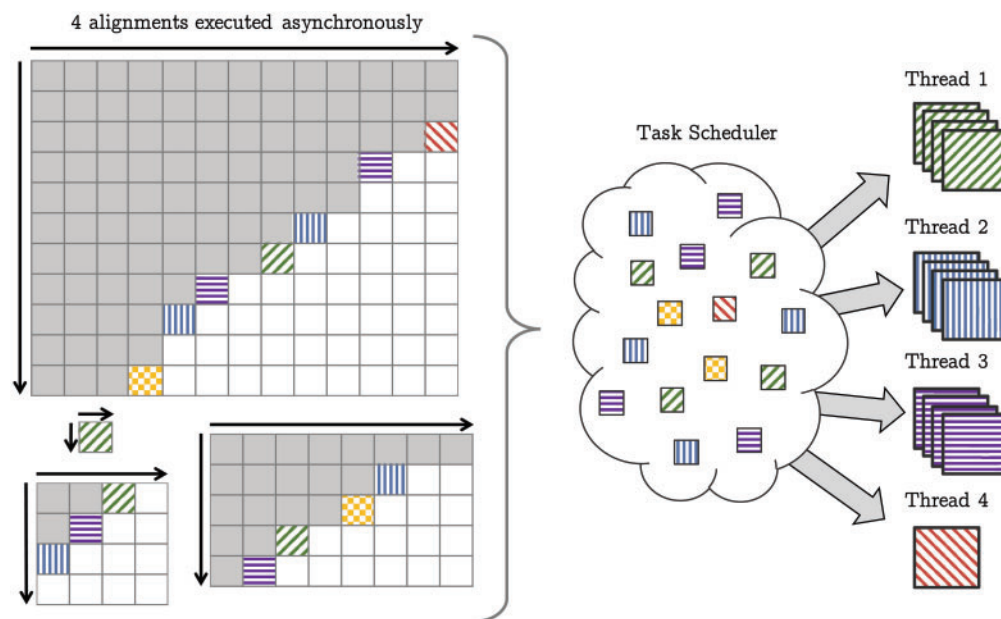 4 alignments executed asynchronously
Task Scheduler
Thread 1
Thread 2
Thread 3
Thread 4